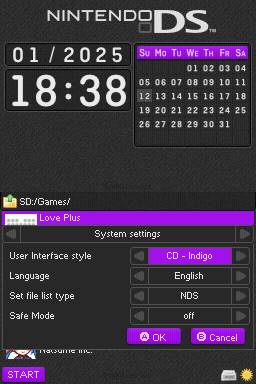 NINTENDO DS™
01 / 2025
18:38
SU MO TU WE TH FR SA
01 02 03 04
05 06 07 08 09 10 11
12 13 14 15 16 17 18
19 20 21 22 23 24 25
26 27 28 29 30 31
SD:/Games/
Love Plus
System settings
User Interface style CD - Indigo
Language English
Set file list type NDS
Safe Mode off
A OK B Cancel
Natsume Inc.
START